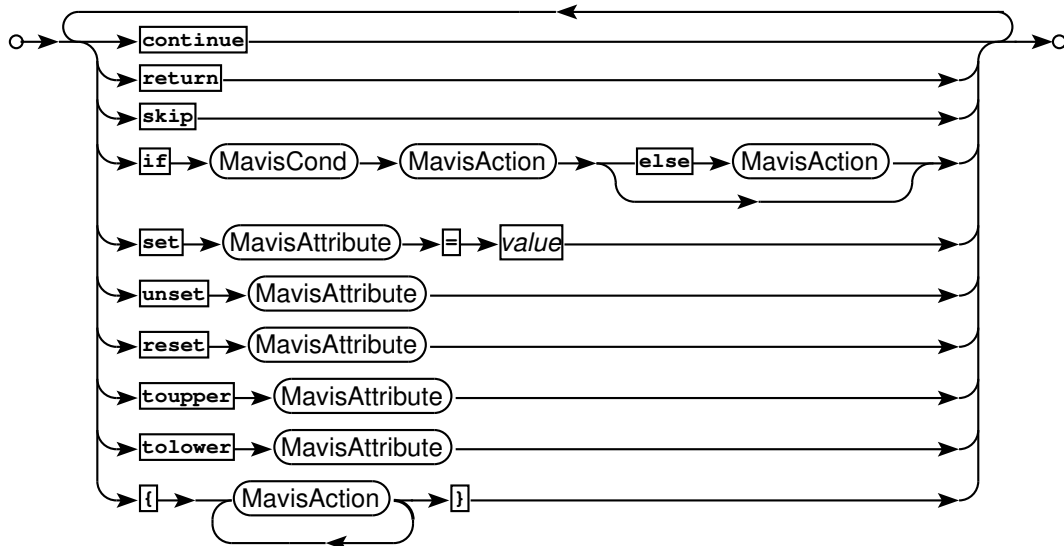 continue
return
skip
if MavisCond MavisAction else MavisAction
set MavisAttribute = value
unset MavisAttribute
reset MavisAttribute
toupper MavisAttribute
tolower MavisAttribute
{ MavisAction }